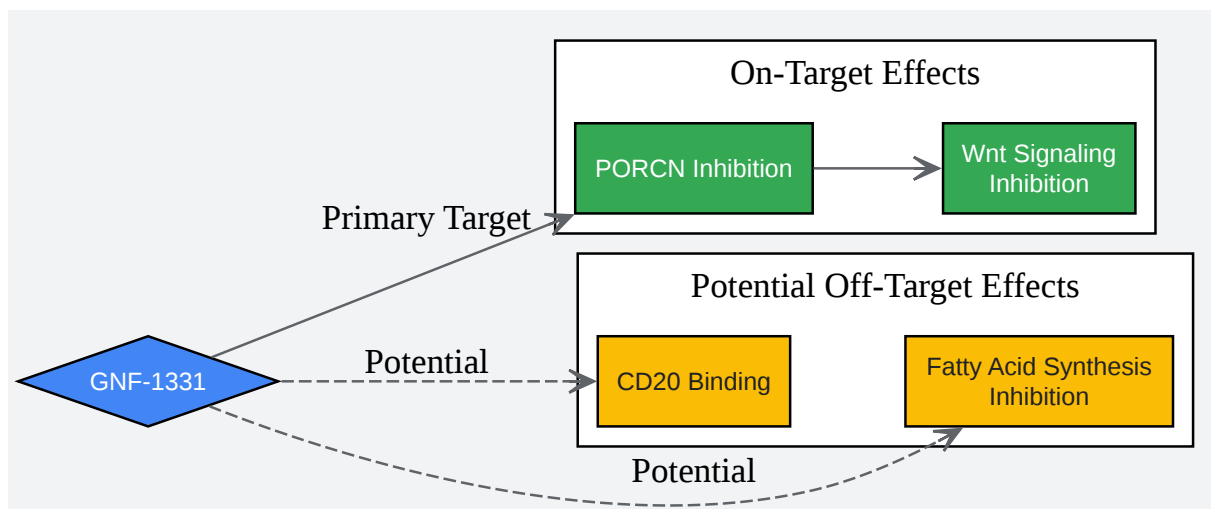 On-Target Effects
PORCN Inhibition
Wnt Signaling
Inhibition
Primary Target
Potential Off-Target Effects
GNF-1331
Potential
CD20 Binding
Fatty Acid Synthesis
Inhibition
Potential